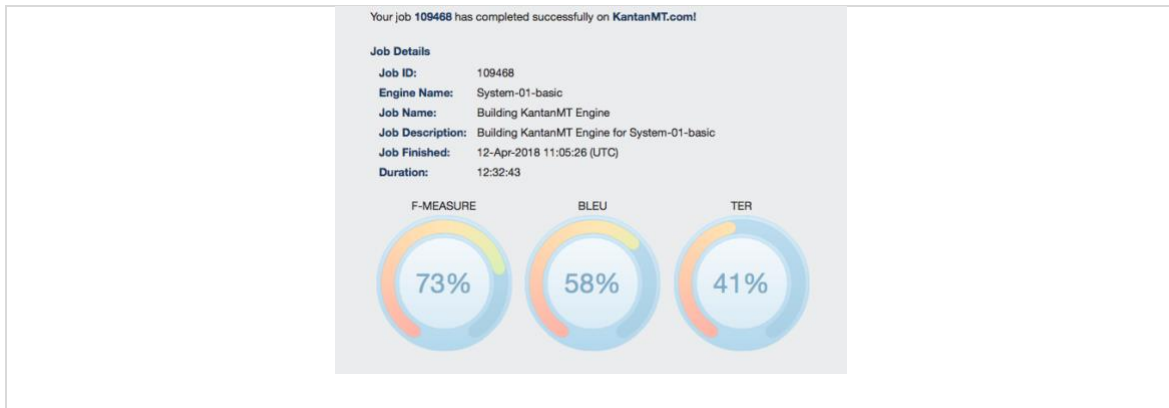 Your job 109468 has completed successfully on KantanMT.com!
Job Details
Job ID: 109468
Engine Name: System-01-basic
Job Name: Building KantanMT Engine
Job Description: Building KantanMT Engine for System-01-basic
Job Finished: 12-Apr-2018 11:05:26 (UTC)
Duration: 12:32:43
F-MEASURE BLEU TER
73% 58% 41%